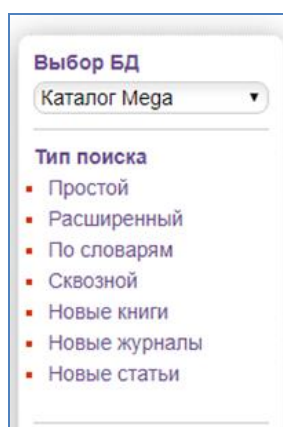 Выбор БД
Каталог Mega
Тип поиска
Простой
Расширенный
По словарям
Сквозной
Новые книги
Новые журналы
Новые статьи